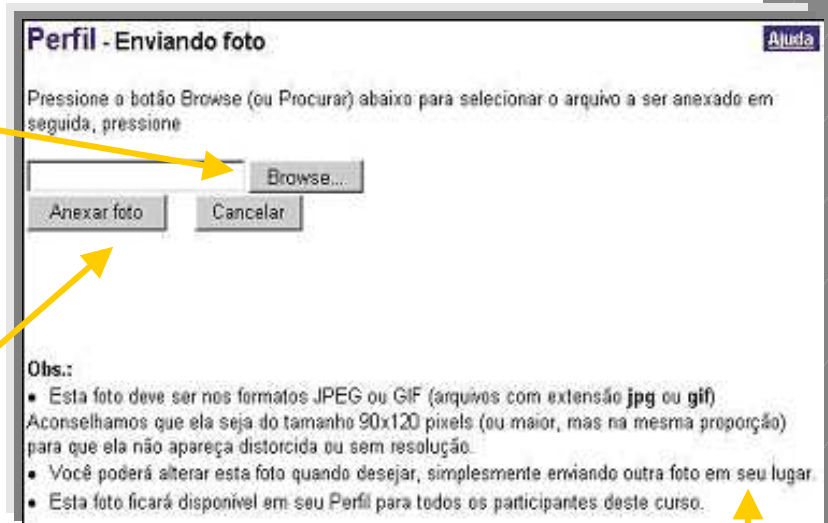 Perfil - Enviando foto
Ajuda
Pressione o botão Browse (ou Procurar) abaixo para selecionar o arquivo a ser anexado em
seguida, pressione
Browse...
Anexar foto Cancelar
Obs.:
• Esta foto deve ser nos formatos JPEG ou GIF (arquivos com extensão jpg ou gif)
Aconselhamos que ela seja do tamanho 90x120 pixels (ou maior, mas na mesma proporção)
para que ela não apareça distorcida ou sem resolução.
• Você poderá alterar esta foto quando desejar, simplesmente enviando outra foto em seu lugar.
• Esta foto ficará disponível em seu Perfil para todos os participantes deste curso.